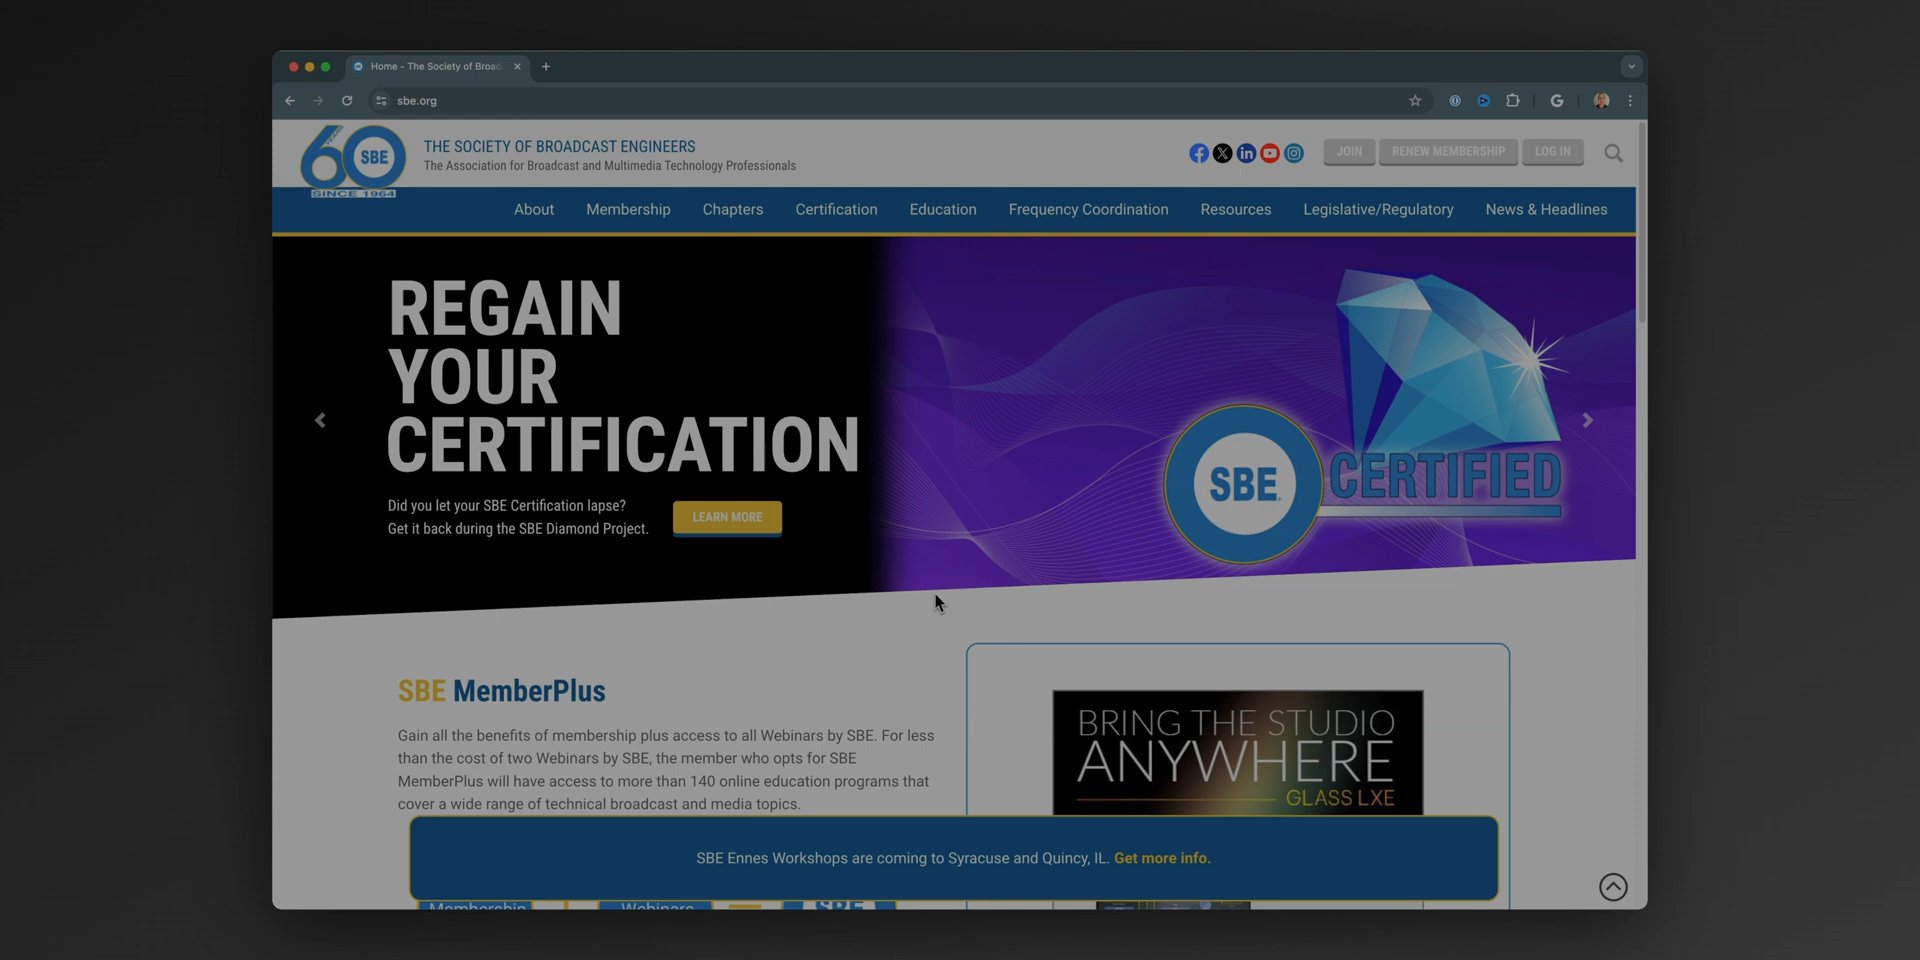 Home - The Society of Broad
sbe.org
60 YEARS SBE
SINCE 1964
THE SOCIETY OF BROADCAST ENGINEERS
The Association for Broadcast and Multimedia Technology Professionals
JOIN
RENEW MEMBERSHIP
LOG IN
About
Membership
Chapters
Certification
Education
Frequency Coordination
Resources
Legislative/Regulatory
News & Headlines
REGAIN
YOUR
CERTIFICATION
Did you let your SBE Certification lapse?
Get it back during the SBE Diamond Project.
LEARN MORE
SBE CERTIFIED
SBE MemberPlus
Gain all the benefits of membership plus access to all Webinars by SBE. For less
than the cost of two Webinars by SBE, the member who opts for SBE
MemberPlus will have access to more than 140 online education programs that
cover a wide range of technical broadcast and media topics.
BRING THE STUDIO
ANYWHERE
GLASS LXE
SBE Ennes Workshops are coming to Syracuse and Quincy, IL. Get more info.
Membership
Webinars
SBE